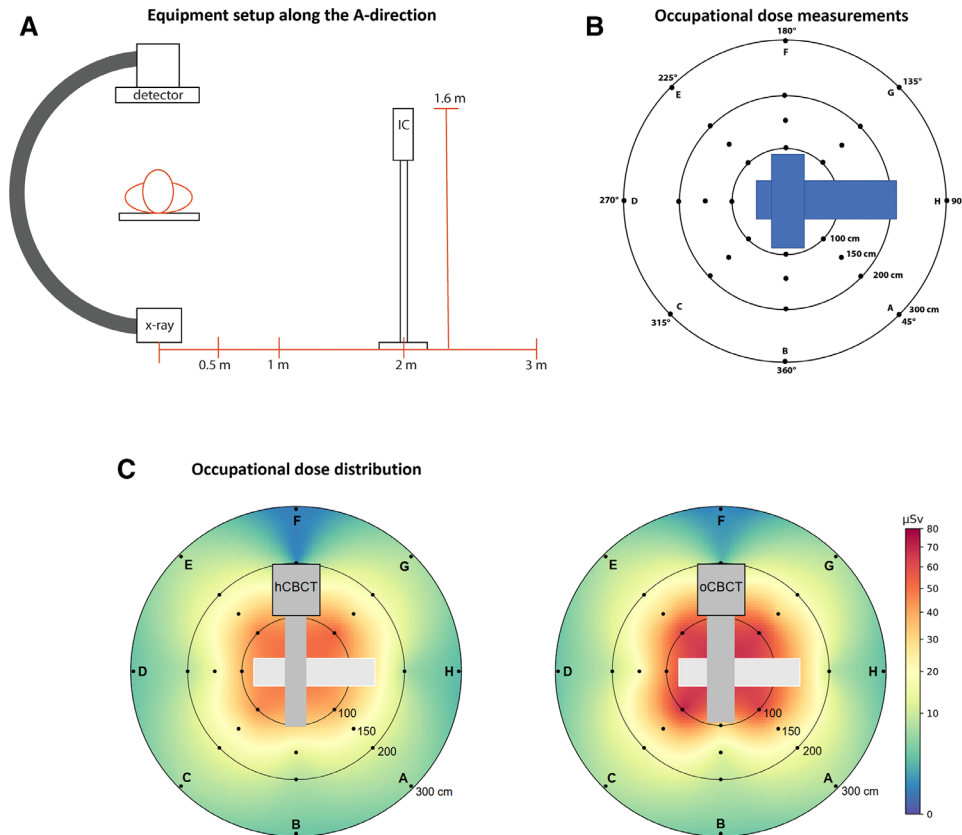 A
Equipment setup along the A-direction
detector
IC
1.6 m
x-ray
0.5 m
1 m
2 m
3 m
B
Occupational dose measurements
180°
F
225°
E
135°
G
270°
D
H
90
100 cm
150 cm
200 cm
C
315°
A
300 cm
45°
B
360°
C
Occupational dose distribution
F
E
G
hCBCT
D
H
100
150
200
C
A
300 cm
B
F
E
G
oCBCT
D
H
100
150
200
C
A
300 cm
B
µSv
80
70
60
50
40
30
20
10
0